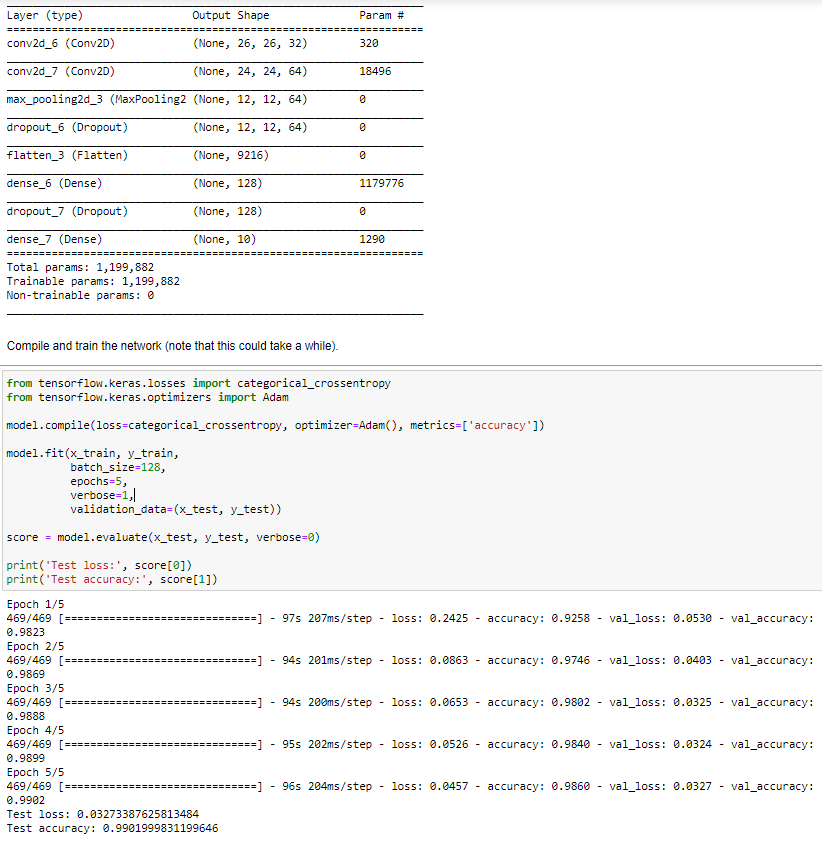 Layer (type)                 Output Shape              Param #
=================================================================
conv2d_6 (Conv2D)            (None, 26, 26, 32)        320
conv2d_7 (Conv2D)            (None, 24, 24, 64)        18496
max_pooling2d_3 (MaxPooling2 (None, 12, 12, 64)        0
dropout_6 (Dropout)          (None, 12, 12, 64)        0
flatten_3 (Flatten)          (None, 9216)              0
dense_6 (Dense)              (None, 128)               1179776
dropout_7 (Dropout)          (None, 128)               0
dense_7 (Dense)              (None, 10)                1290
=================================================================
Total params: 1,199,882
Trainable params: 1,199,882
Non-trainable params: 0
Compile and train the network (note that this could take a while).
from tensorflow.keras.losses import categorical_crossentropy
from tensorflow.keras.optimizers import Adam
model.compile(loss=categorical_crossentropy, optimizer=Adam(), metrics=['accuracy'])
model.fit(x_train, y_train,
          batch_size=128,
          epochs=5,
          verbose=1,
          validation_data=(x_test, y_test))
score = model.evaluate(x_test, y_test, verbose=0)
print('Test loss:', score[0])
print('Test accuracy:', score[1])
Epoch 1/5
469/469 [==============================] - 97s 207ms/step - loss: 0.2425 - accuracy: 0.9258 - val_loss: 0.0530 - val_accuracy:
0.9823
Epoch 2/5
469/469 [==============================] - 94s 201ms/step - loss: 0.0863 - accuracy: 0.9746 - val_loss: 0.0403 - val_accuracy:
0.9869
Epoch 3/5
469/469 [==============================] - 94s 200ms/step - loss: 0.0653 - accuracy: 0.9802 - val_loss: 0.0325 - val_accuracy:
0.9888
Epoch 4/5
469/469 [==============================] - 95s 202ms/step - loss: 0.0526 - accuracy: 0.9840 - val_loss: 0.0324 - val_accuracy:
0.9899
Epoch 5/5
469/469 [==============================] - 96s 204ms/step - loss: 0.0457 - accuracy: 0.9860 - val_loss: 0.0327 - val_accuracy:
0.9902
Test loss: 0.03273387625813484
Test accuracy: 0.9901999831199646